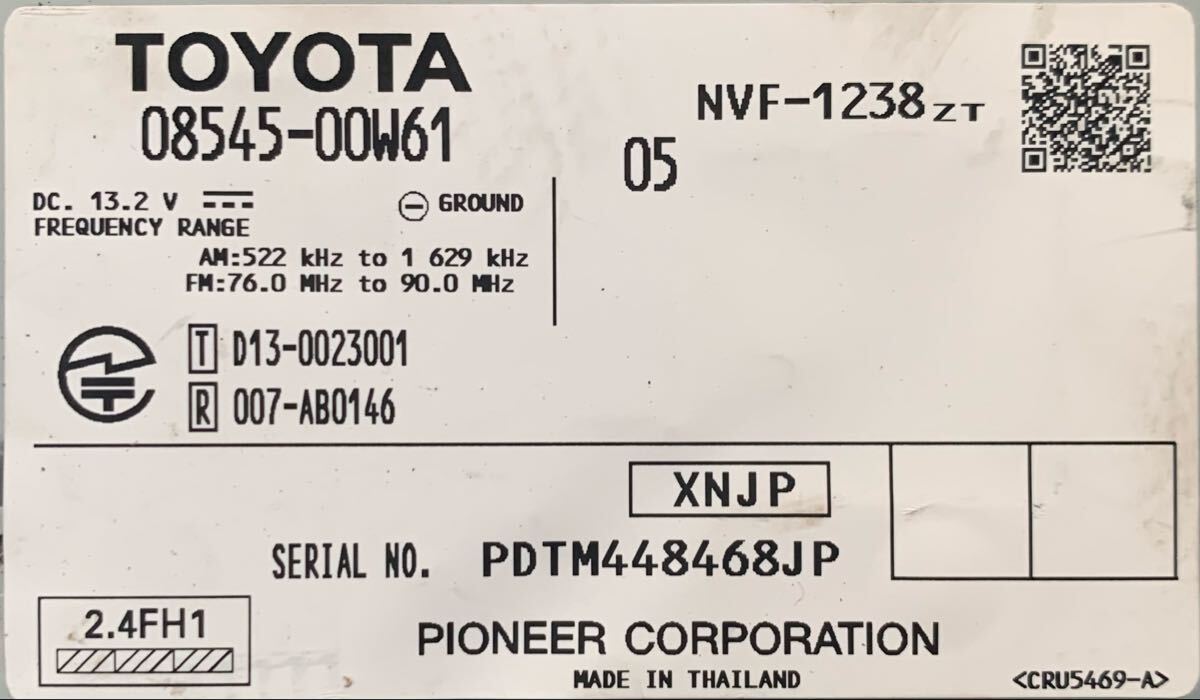 TOYOTA
08545-00W61
NVF-1238ZT
05
DC. 13.2 V
GROUND
FREQUENCY RANGE
AM:522 kHz to 1 629 kHz
FM:76.0 MHz to 90.0 MHz
T D13-0023001
R 007-AB0146
XNJP
SERIAL NO. PDTM448468JP
2.4FH1
PIONEER CORPORATION
MADE IN THAILAND
<CRU5469-A>